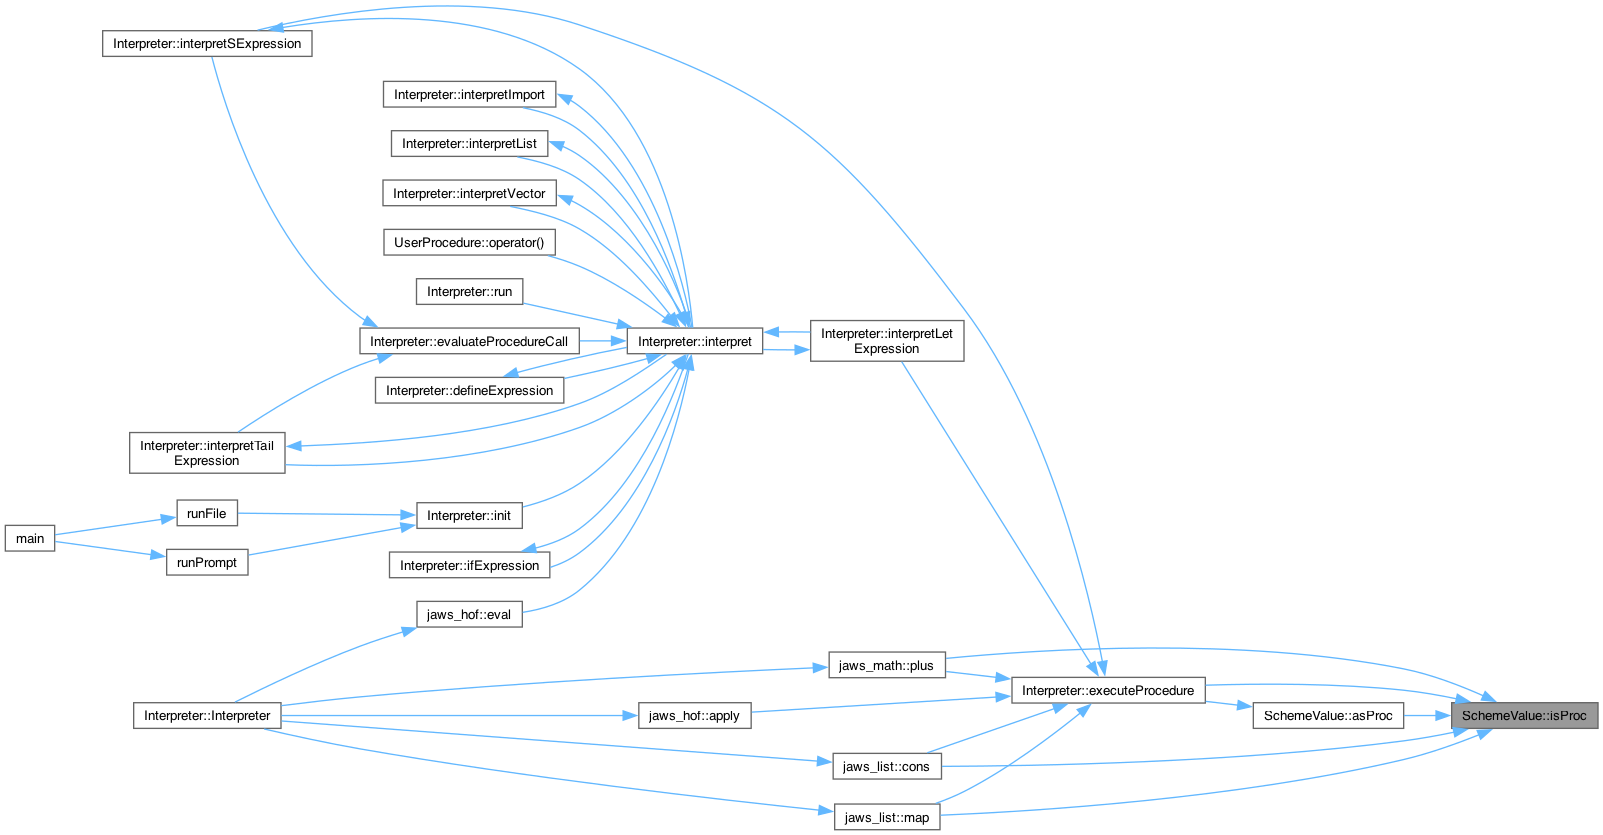 Interpreter::interpretSExpression
Interpreter::interpretImport
Interpreter::interpretList
Interpreter::interpretVector
UserProcedure::operator()
Interpreter::run
Interpreter::evaluateProcedureCall
Interpreter::interpret
Interpreter::interpretLet
Expression
Interpreter::defineExpression
Interpreter::interpretTail
Expression
Interpreter::init
runFile
main
runPrompt
Interpreter::ifExpression
jaws_hof::eval
jaws_math::plus
Interpreter::executeProcedure
Interpreter::Interpreter
jaws_hof::apply
SchemeValue::asProc
SchemeValue::isProc
jaws_list::cons
jaws_list::map